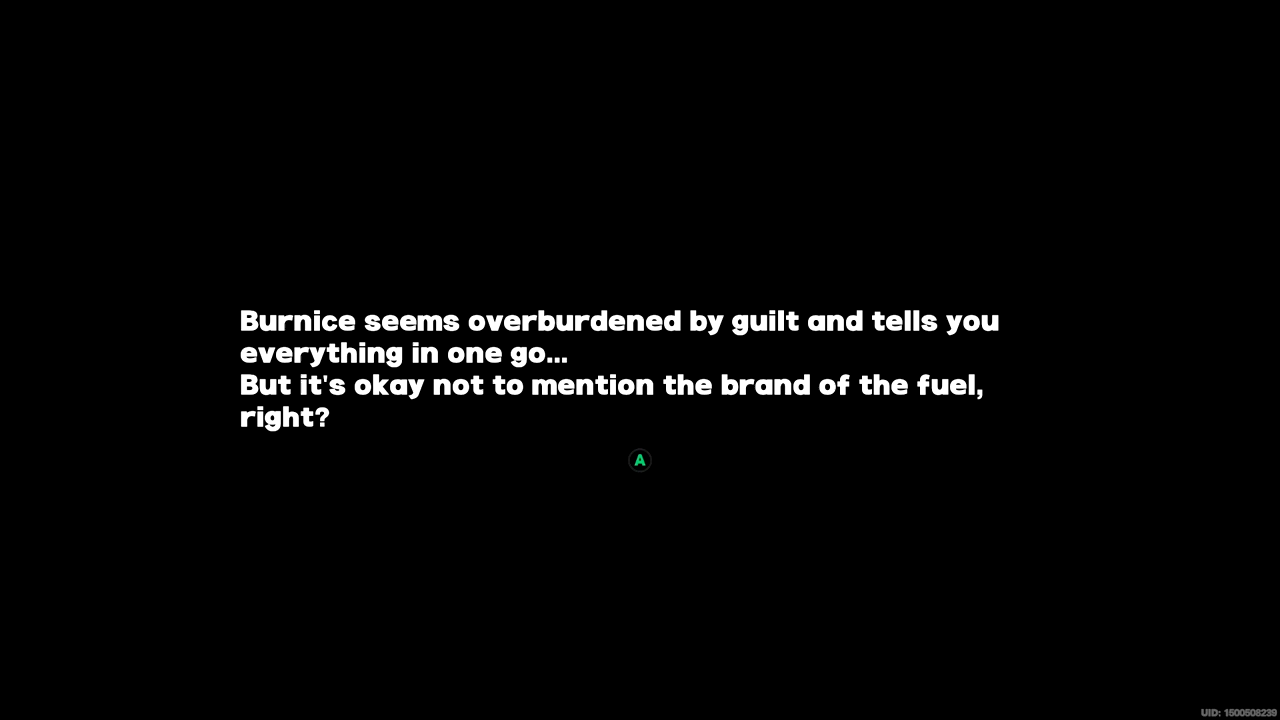 Burnice seems overburdened by guilt and tells you
everything in one go...
But it's okay not to mention the brand of the fuel,
right?
A
UID: 1500508239